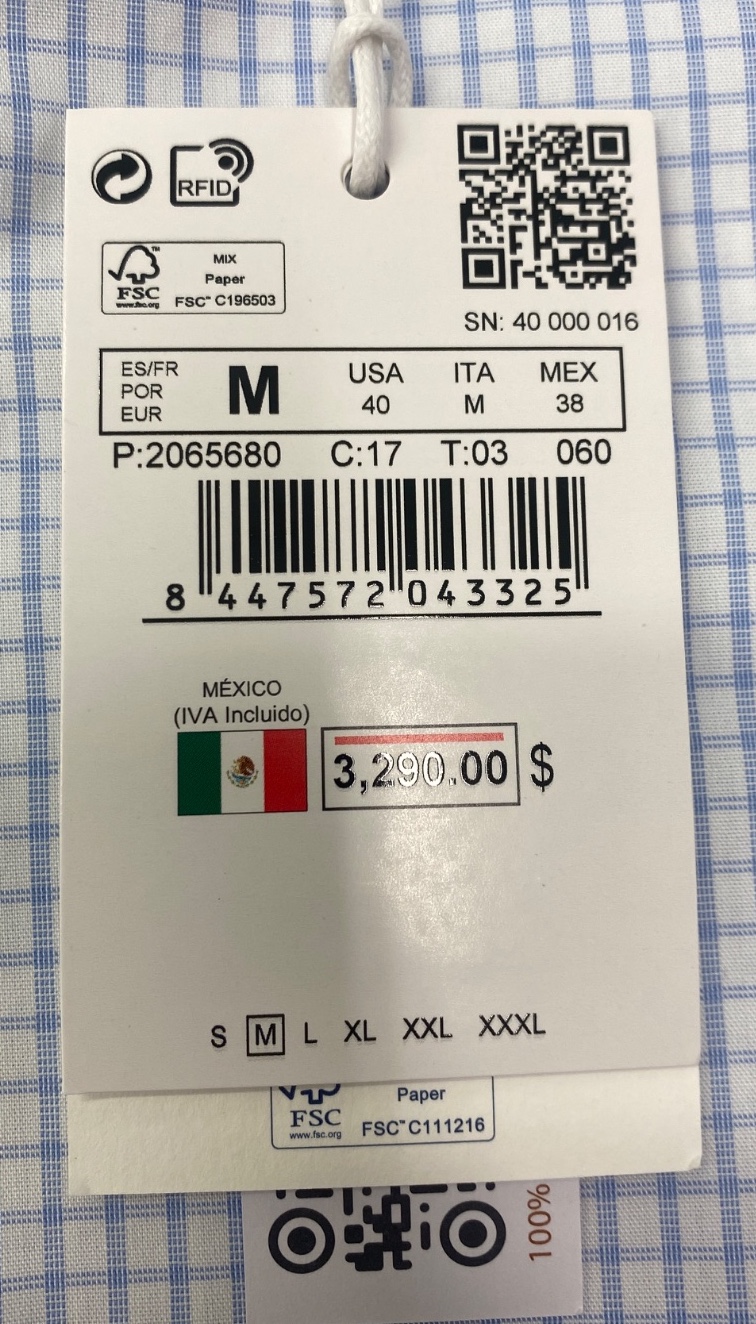 RFID
MIX
Paper
FSC™ C196503
FSC
www.fsc.org
SN: 40 000 016
ES/FR
POR
EUR
M
USA
40
ITA
M
MEX
38
P:2065680 C:17 T:03 060
8 447572 043325
MÉXICO
(IVA Incluido)
3,290.00 $
S M L XL XXL XXXL
Paper
FSC
www.fsc.org
FSC™ C111216
100%